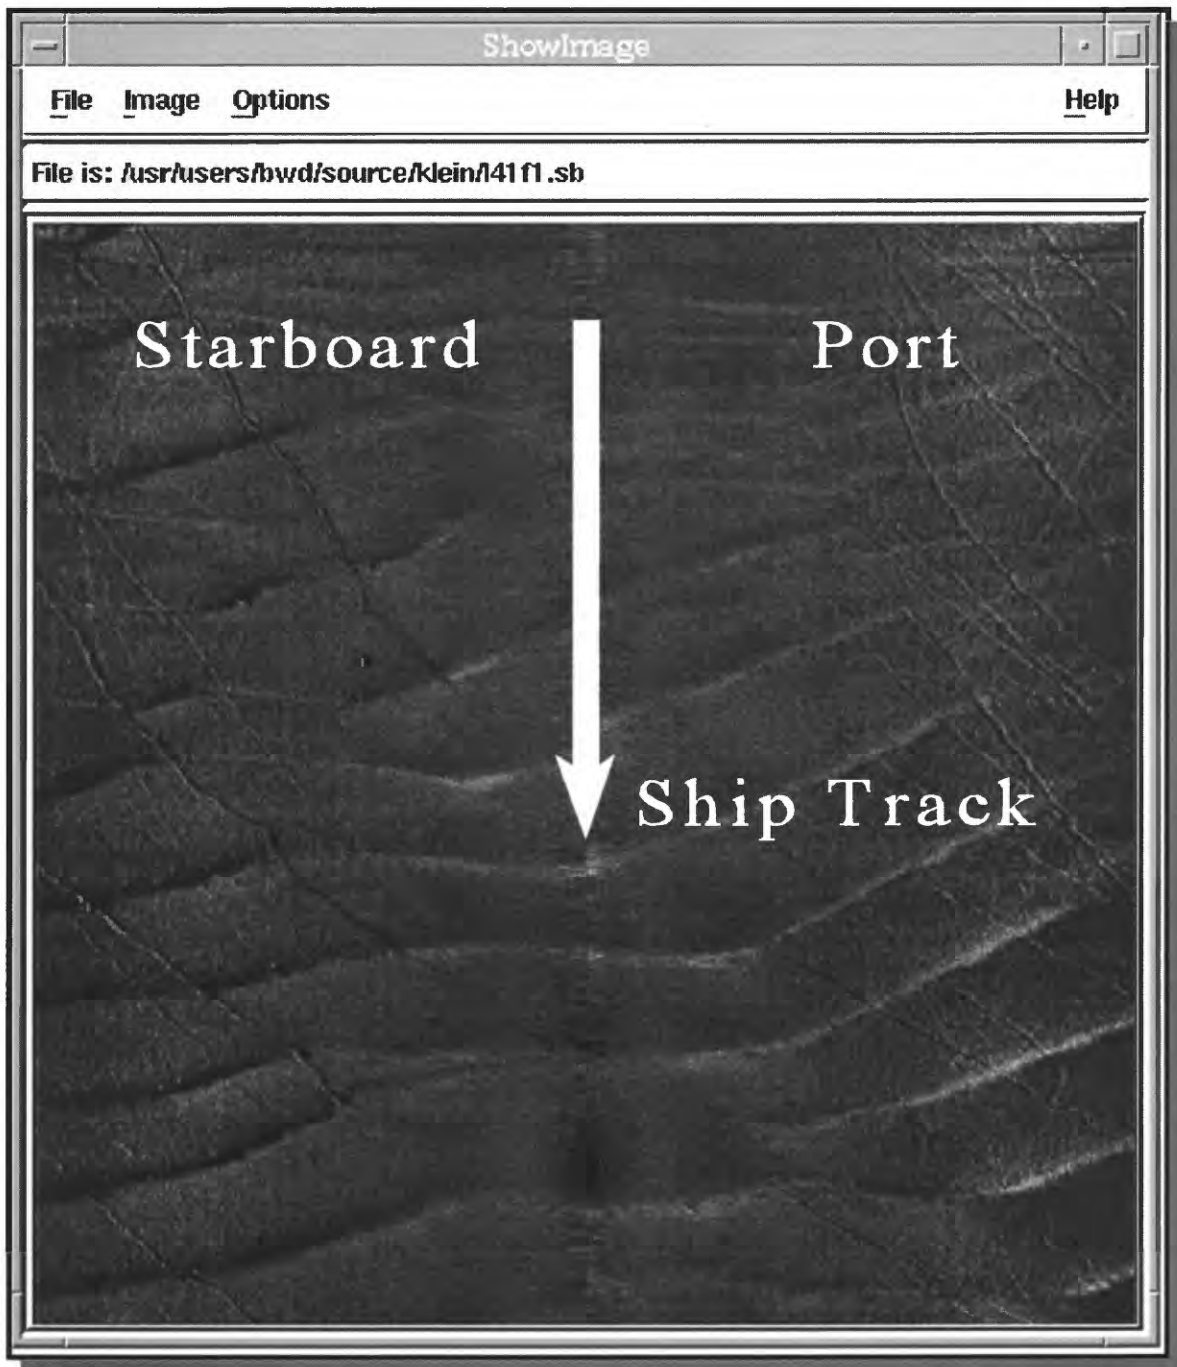 ShowImage
File Image Options Help
File is: /usr/users/bwd/source/klein/l41f1.sb
Starboard Port
Ship Track